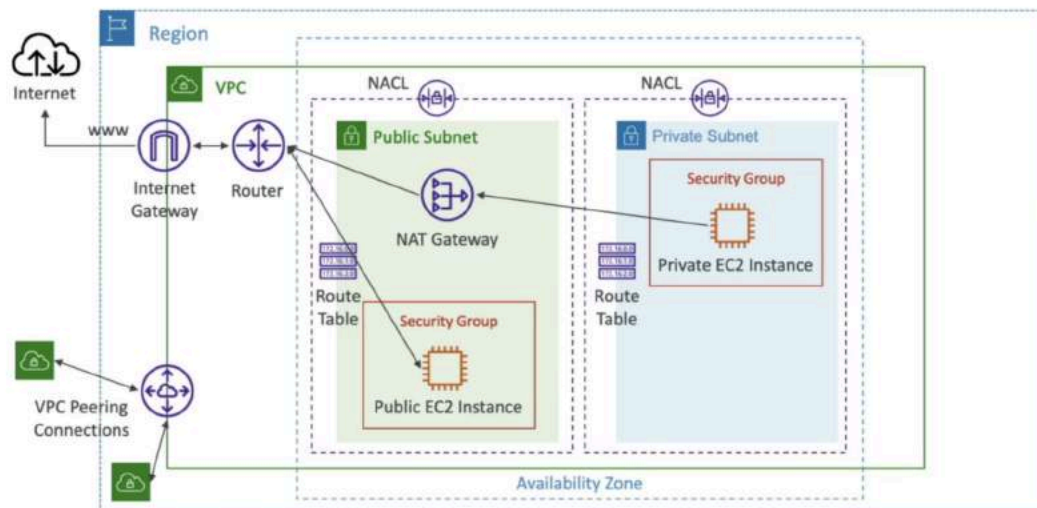 Region
Internet
VPC
NACL
NACL
www
Public Subnet
Private Subnet
Security Group
Internet
Gateway
Router
NAT Gateway
Private EC2 Instance
Route
Table
Route
Table
Security Group
Public EC2 Instance
VPC Peering
Connections
Availability Zone